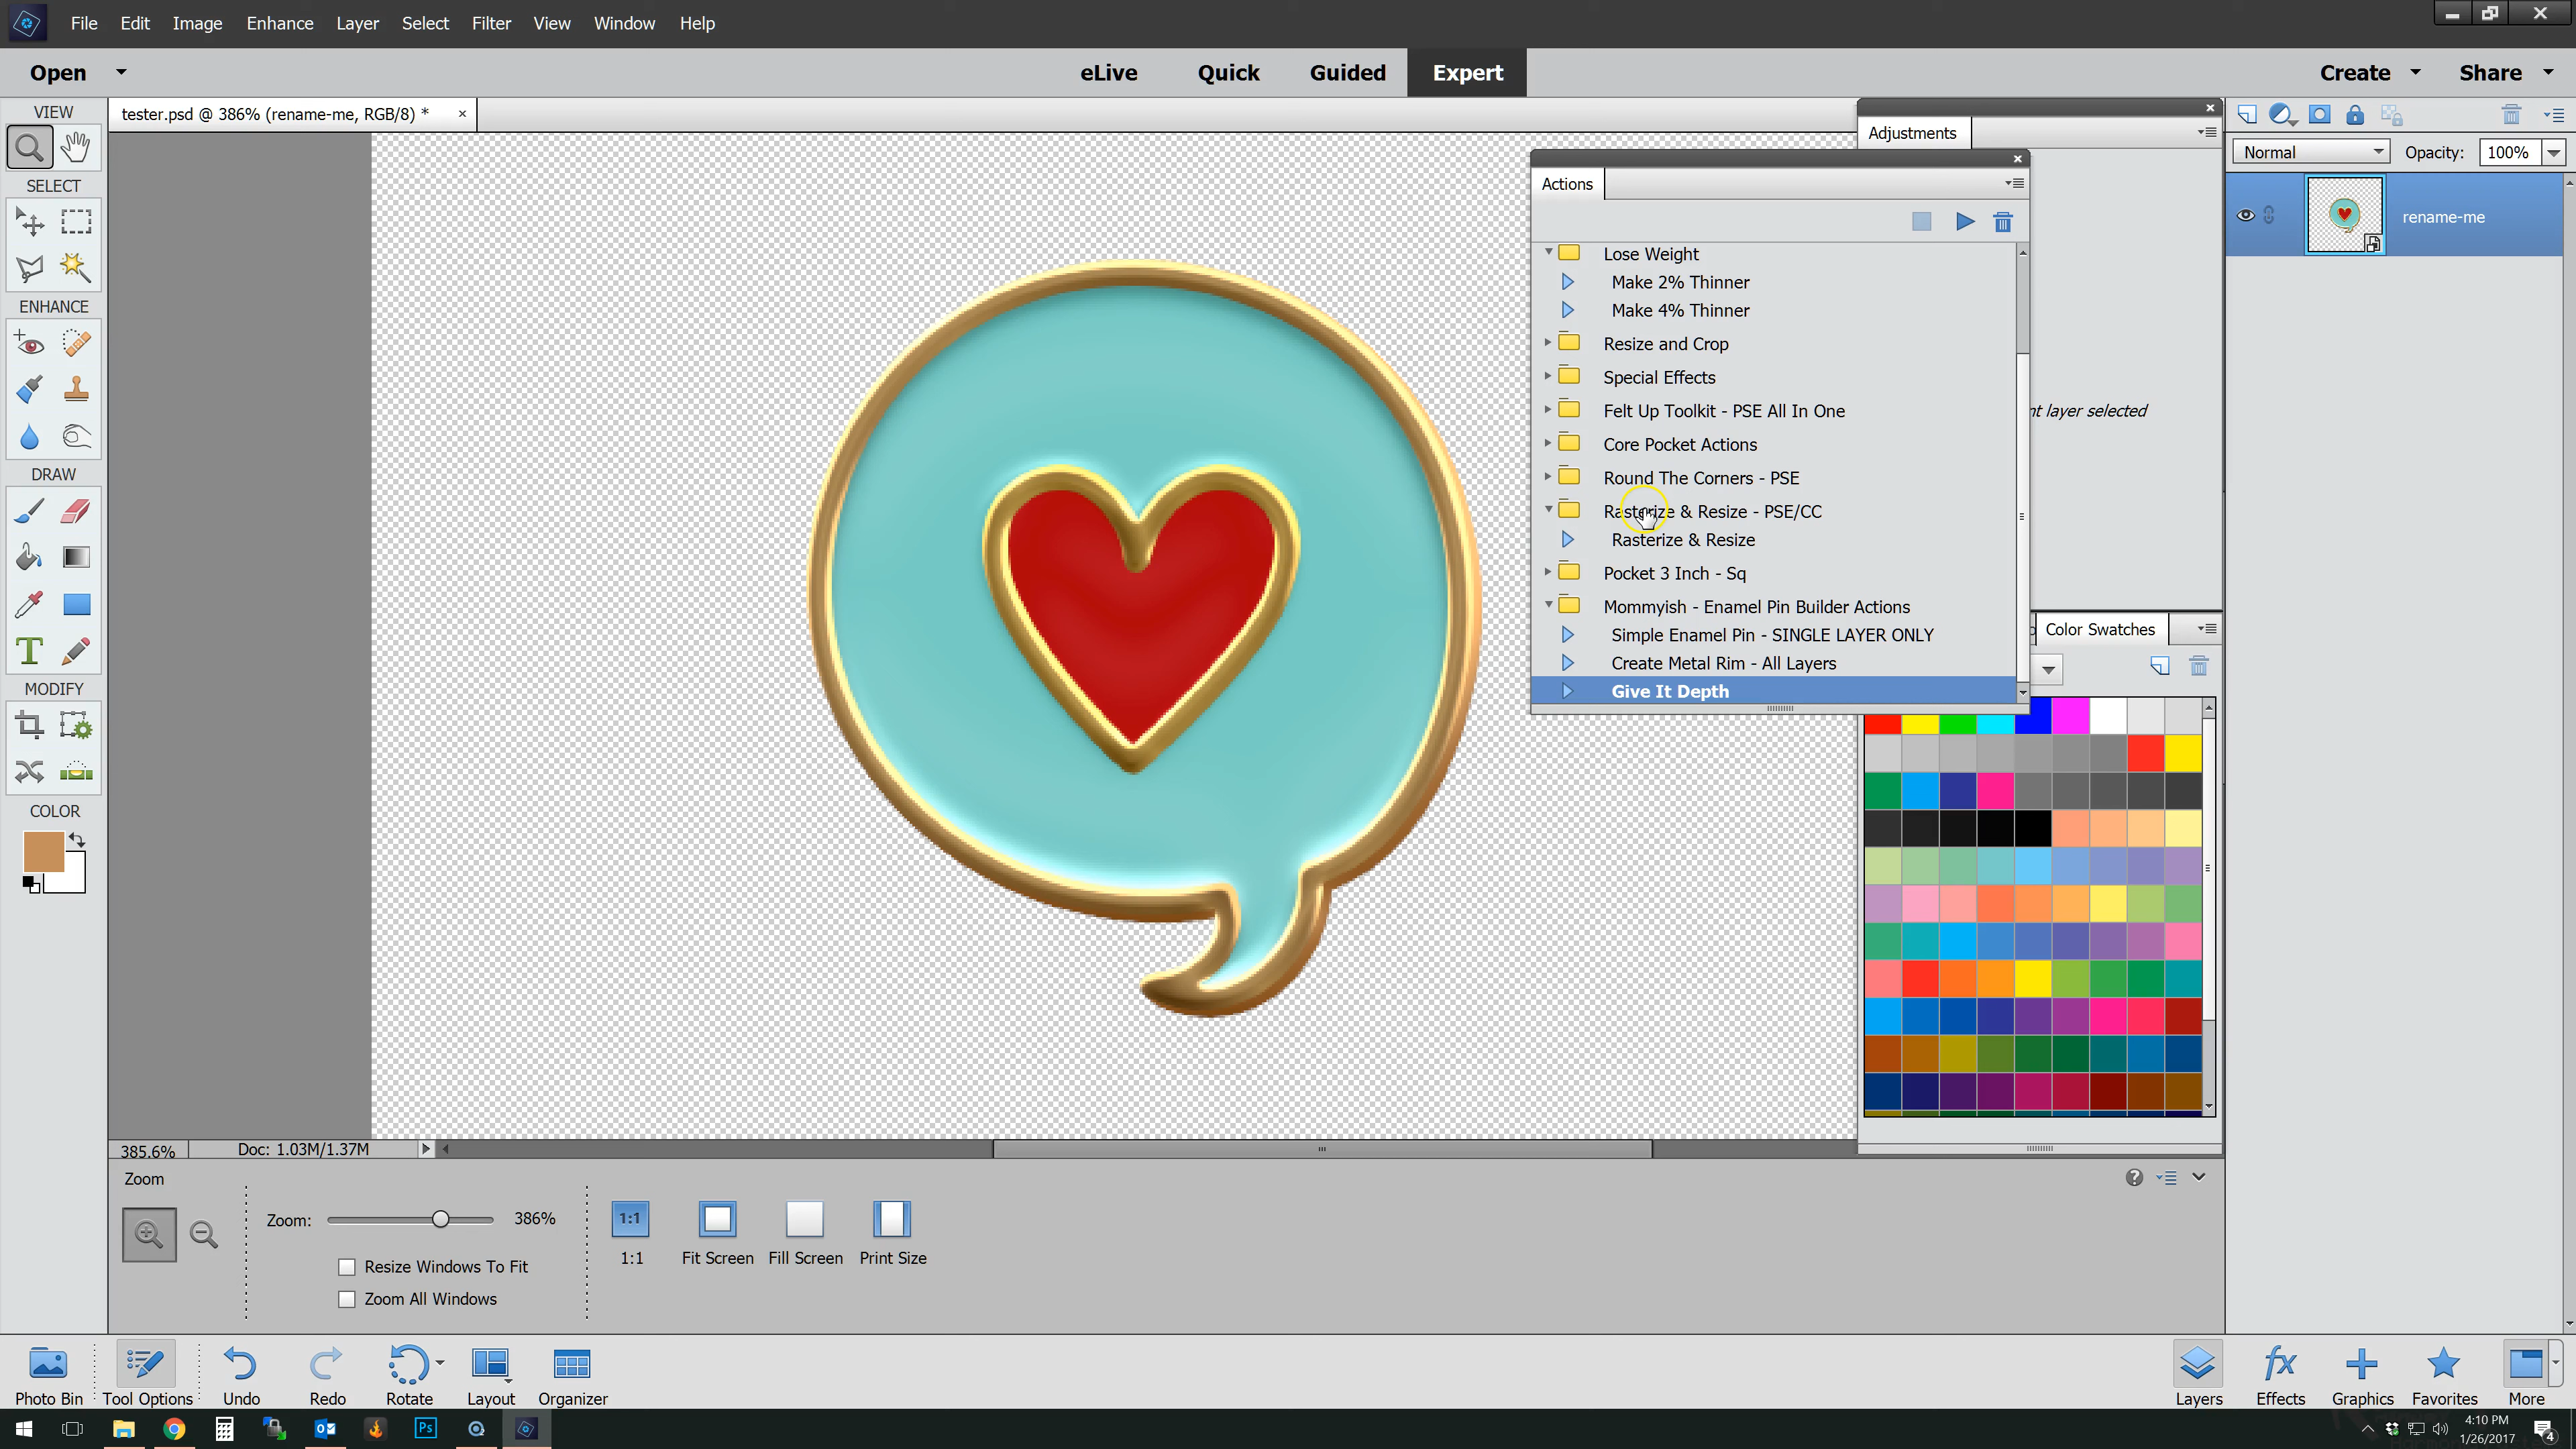 File Edit Image Enhance Layer Select Filter View Window Help
Open eLive Quick Guided Expert Create Share
VIEW
tester.psd @ 386% (rename-me, RGB/8) * ×
Adjustments
Normal Opacity: 100%
Actions
rename-me
SELECT
Lose Weight
Make 2% Thinner
Make 4% Thinner
ENHANCE
Resize and Crop
Special Effects
Felt Up Toolkit - PSE All In One
nt layer selected
Core Pocket Actions
DRAW
Round The Corners - PSE
Rasterize & Resize - PSE/CC
Rasterize & Resize
Pocket 3 Inch - Sq
Mommyish - Enamel Pin Builder Actions
Simple Enamel Pin - SINGLE LAYER ONLY
Color Swatches
Create Metal Rim - All Layers
Give It Depth
T
MODIFY
COLOR
385.6% Doc: 1.03M/1.37M
Zoom
Zoom: 386%
1:1
1:1 Fit Screen Fill Screen Print Size
Resize Windows To Fit
Zoom All Windows
fx
Photo Bin Tool Options Undo Redo Rotate Layout Organizer Layers Effects Graphics Favorites More
Ps
4:10 PM
1/26/2017
4